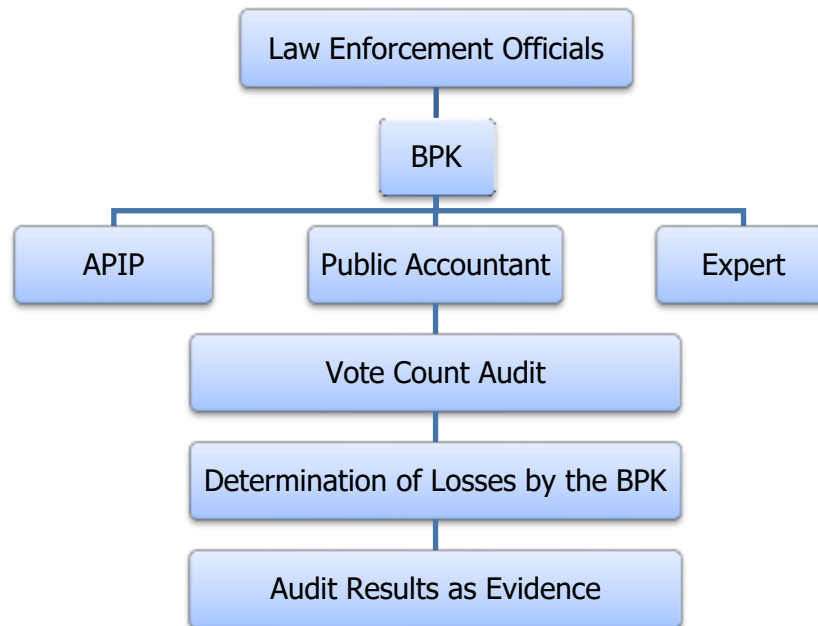 Law Enforcement Officials
BPK
APIP
Public Accountant
Expert
Vote Count Audit
Determination of Losses by the BPK
Audit Results as Evidence